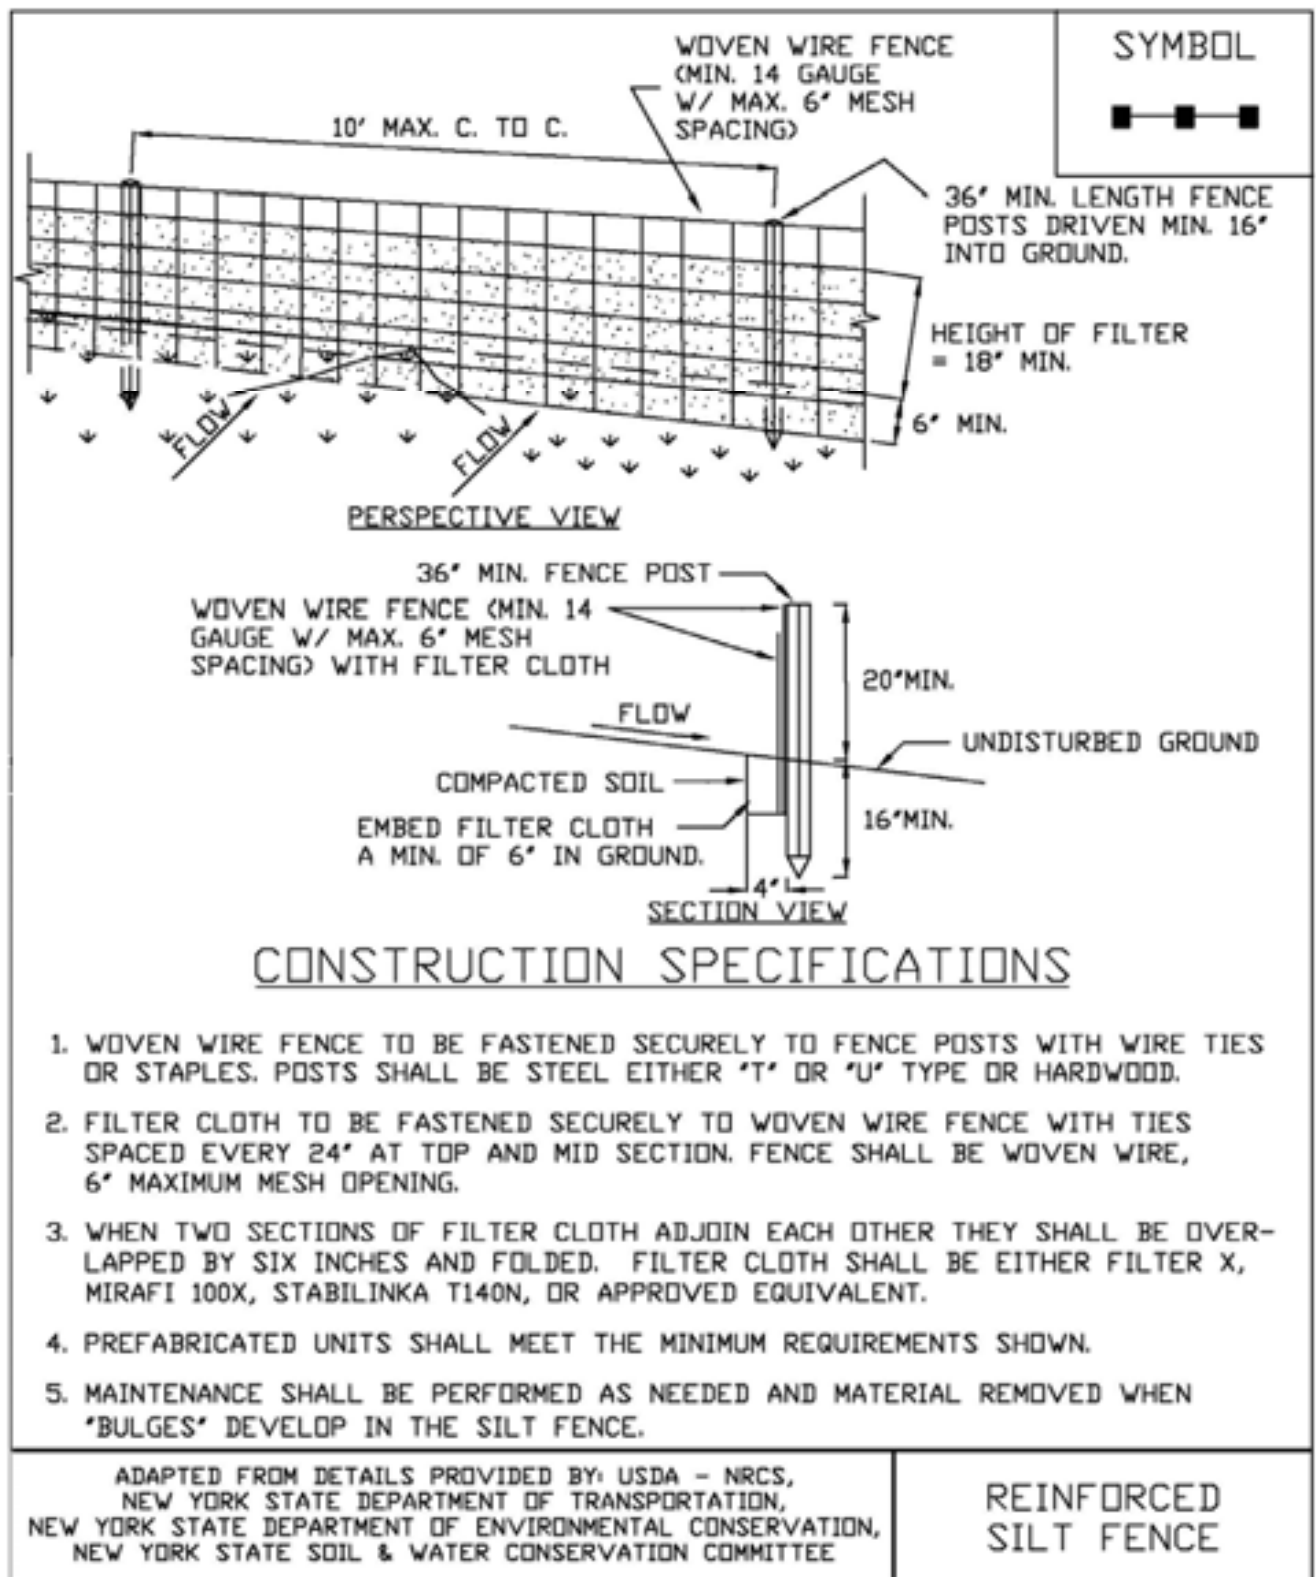 WOVEN WIRE FENCE
(MIN. 14 GAUGE
W/ MAX. 6" MESH
SPACING)
SYMBOL
10' MAX. C. TO C.
36" MIN. LENGTH FENCE
POSTS DRIVEN MIN. 16"
INTO GROUND.
HEIGHT OF FILTER
= 18" MIN.
6" MIN.
FLOW
FLOW
PERSPECTIVE VIEW
36" MIN. FENCE POST
WOVEN WIRE FENCE (MIN. 14
GAUGE W/ MAX. 6" MESH
SPACING) WITH FILTER CLOTH
20"MIN.
FLOW
UNDISTURBED GROUND
COMPACTED SOIL
EMBED FILTER CLOTH
A MIN. OF 6" IN GROUND.
16"MIN.
4"
SECTION VIEW
CONSTRUCTION SPECIFICATIONS
1. WOVEN WIRE FENCE TO BE FASTENED SECURELY TO FENCE POSTS WITH WIRE TIES
OR STAPLES. POSTS SHALL BE STEEL EITHER "T" OR "U" TYPE OR HARDWOOD.
2. FILTER CLOTH TO BE FASTENED SECURELY TO WOVEN WIRE FENCE WITH TIES
SPACED EVERY 24" AT TOP AND MID SECTION. FENCE SHALL BE WOVEN WIRE,
6" MAXIMUM MESH OPENING.
3. WHEN TWO SECTIONS OF FILTER CLOTH ADJOIN EACH OTHER THEY SHALL BE OVER-
LAPPED BY SIX INCHES AND FOLDED. FILTER CLOTH SHALL BE EITHER FILTER X,
MIRAFI 100X, STABILINKA T140N, OR APPROVED EQUIVALENT.
4. PREFABRICATED UNITS SHALL MEET THE MINIMUM REQUIREMENTS SHOWN.
5. MAINTENANCE SHALL BE PERFORMED AS NEEDED AND MATERIAL REMOVED WHEN
"BULGES" DEVELOP IN THE SILT FENCE.
ADAPTED FROM DETAILS PROVIDED BY: USDA - NRCS,
NEW YORK STATE DEPARTMENT OF TRANSPORTATION,
NEW YORK STATE DEPARTMENT OF ENVIRONMENTAL CONSERVATION,
NEW YORK STATE SOIL & WATER CONSERVATION COMMITTEE
REINFORCED
SILT FENCE